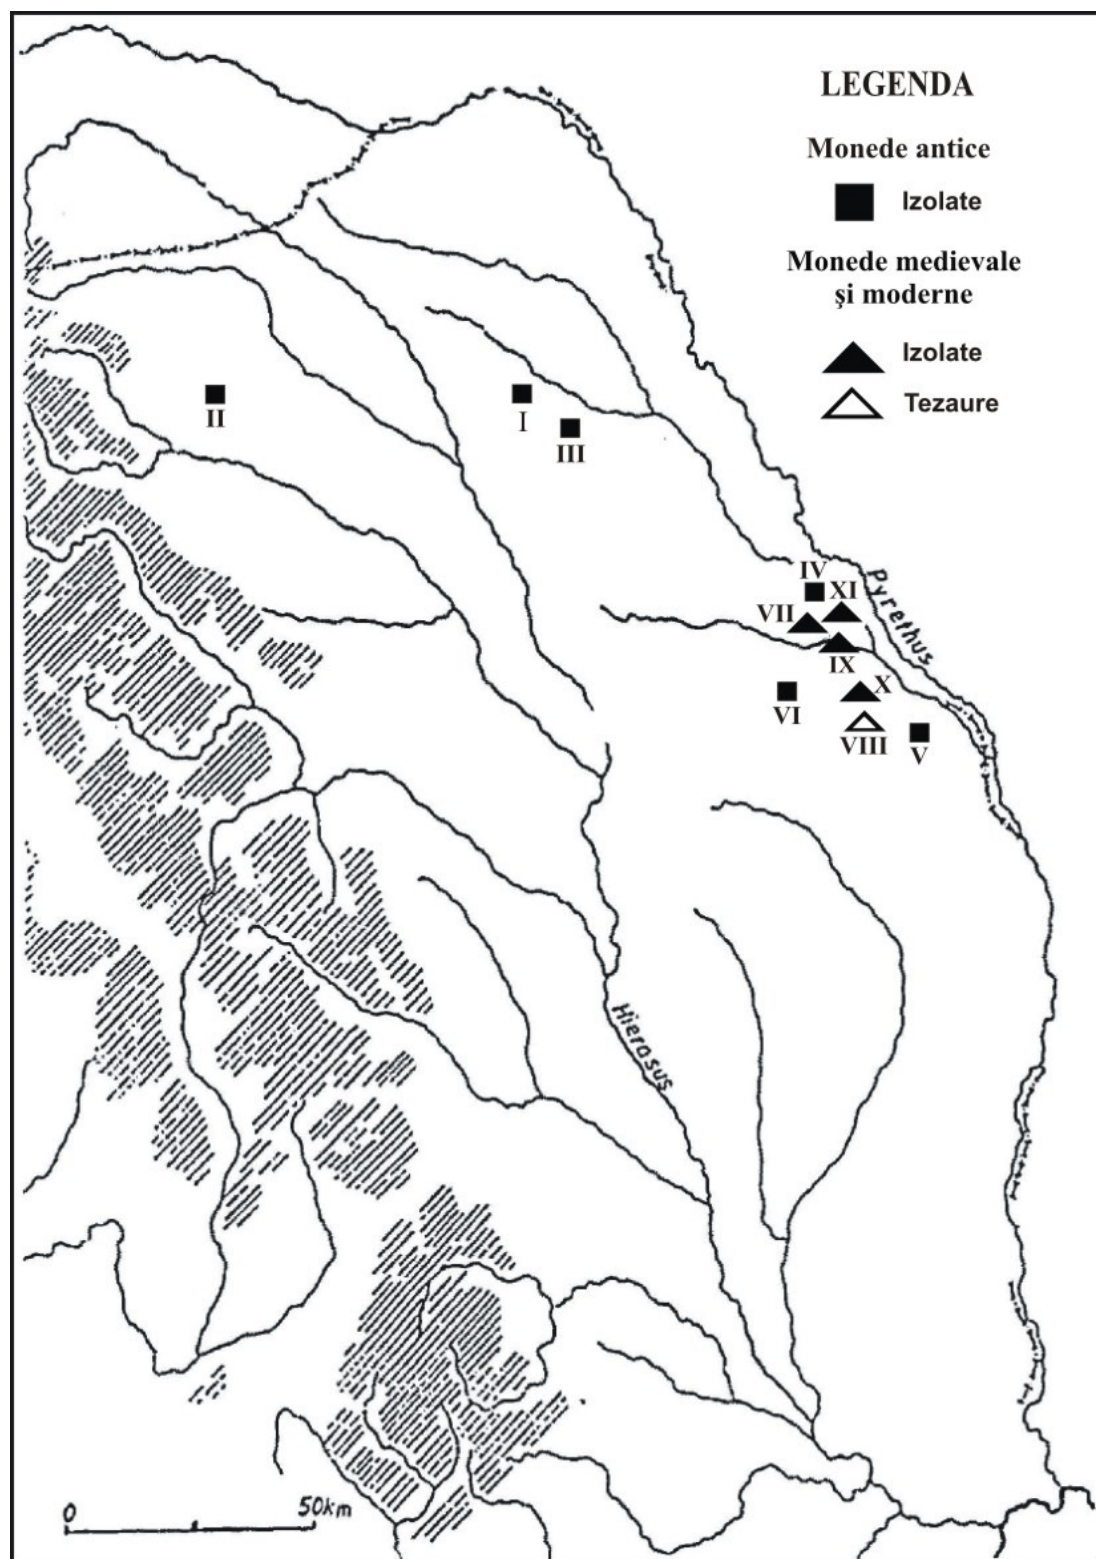 LEGENDA
Monede antice
Izolate
Monede medievale
şi moderne
Izolate
Tezaure
II
I
III
IV
XI
VII
IX
X
VI
VIII
V
Pyrethus
Hierasus
0
50km